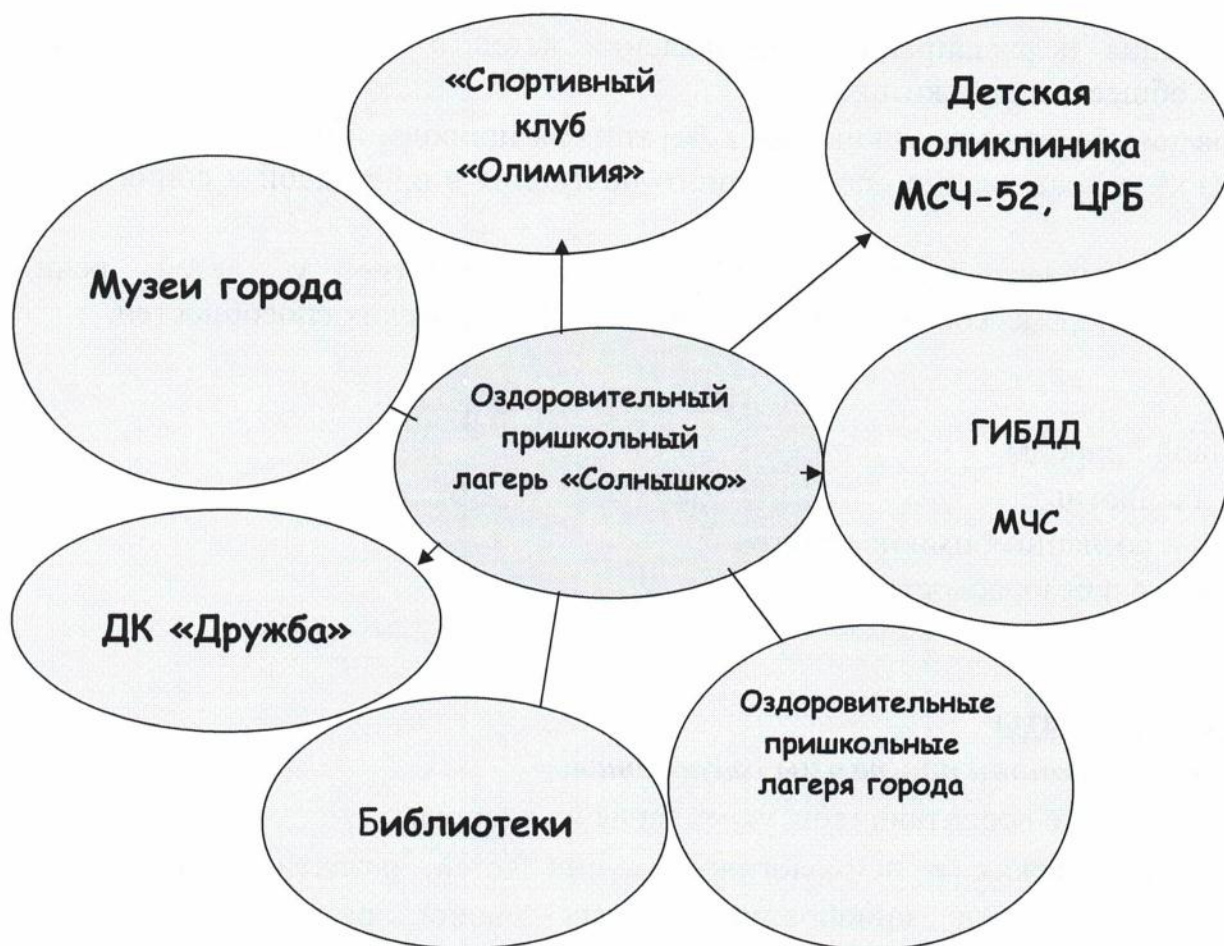 «Спортивный
клуб
«Олимпия»
Детская
поликлиника
МСЧ-52, ЦРБ
Музеи города
Оздоровительный
пришкольный
лагерь «Солнышко»
ГИБДД
МЧС
ДК «Дружба»
Оздоровительные
пришкольные
лагеря города
Библиотеки